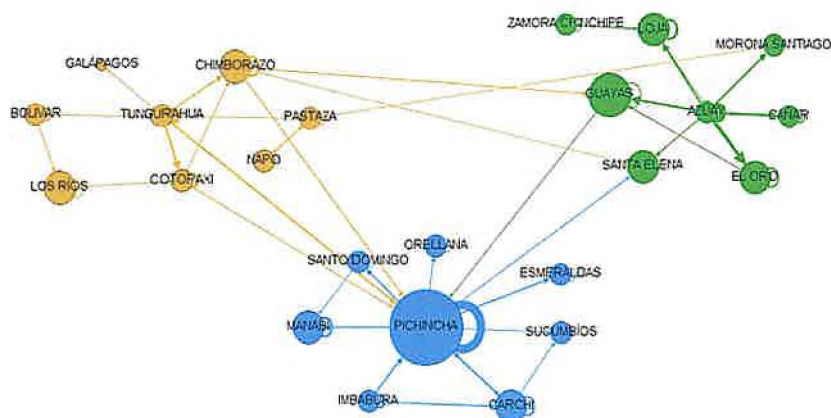 ZAMORA CHINCHIPE
LOJA
MORONA SANTIAGO
GALÁPAGOS
CHIMBORAZO
GUAYAS
BOLIVAR
TUNGURAHUA
PASTAZA
AZUAY
CAÑAR
NAPO
LOS RIOS
COTOPAXI
SANTA ELENA
EL ORO
ORELLANA
SANTO DOMINGO
ESMERALDAS
MANABI
PICHINCHA
SUCUMBÍOS
IMBABURA
CARCHI